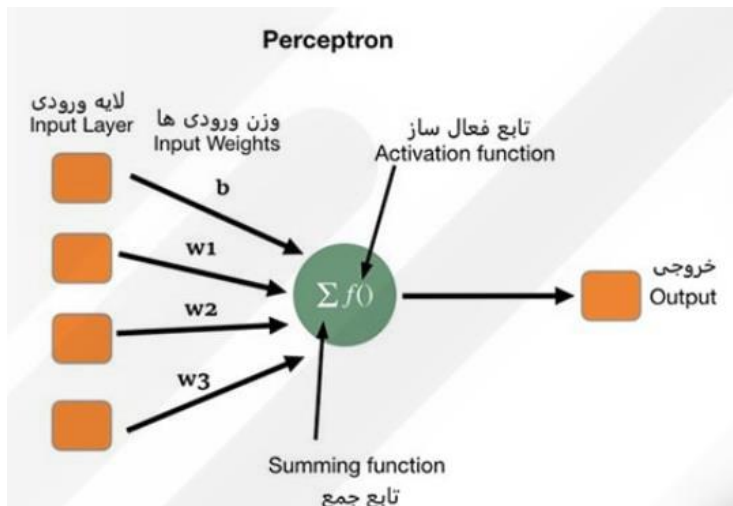 Perceptron
لایه ورودی
Input Layer
وزن ورودی ها
Input Weights
تابع فعال ساز
Activation function
b
w1
w2
w3
Σ f()
خروجی
Output
Summing function
تابع جمع